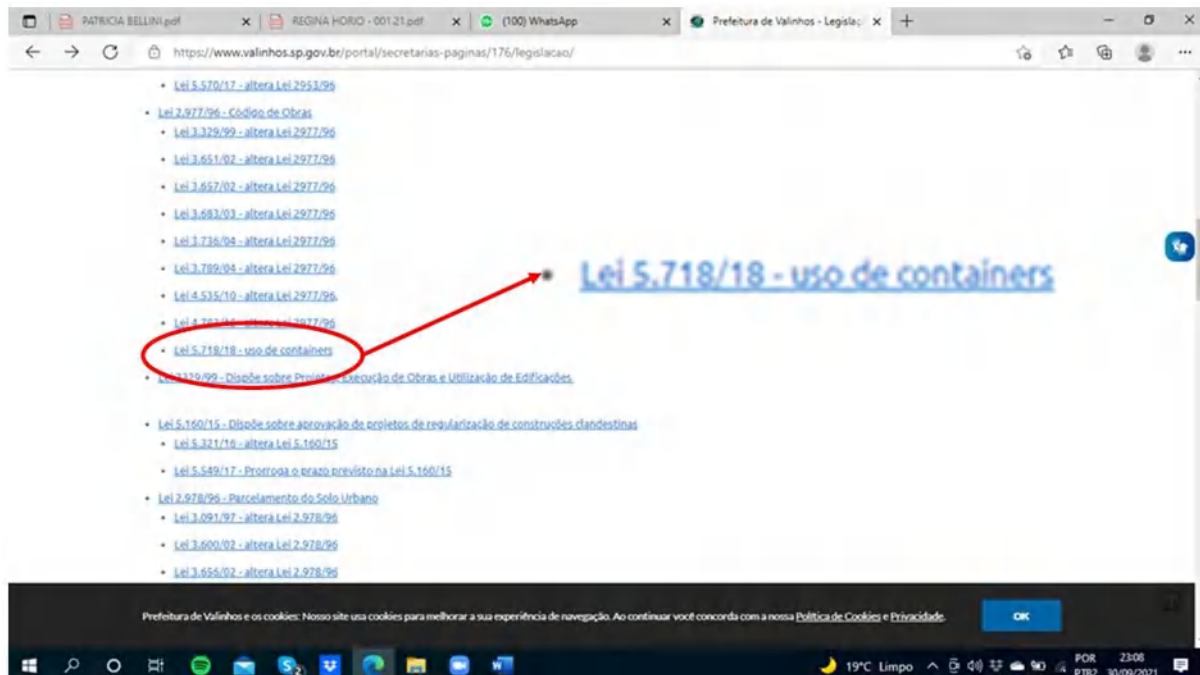 PATRICIA BELLINI.pdf
REGINA HORIO - 001.21.pdf
(100) WhatsApp
Prefeitura de Valinhos - Legislaç
https://www.valinhos.sp.gov.br/portal/secretarias-paginas/176/legislacao/
Lei 5.570/17 - altera Lei 2953/96
Lei 2.977/96 - Código de Obras
Lei 3.329/99 - altera Lei 2977/96
Lei 3.651/02 - altera Lei 2977/96
Lei 3.657/02 - altera Lei 2977/96
Lei 3.683/03 - altera Lei 2977/96
Lei 3.736/04 - altera Lei 2977/96
Lei 3.789/04 - altera Lei 2977/96
Lei 4.535/10 - altera Lei 2977/96.
Lei altera Lei 2977/96
Lei 5.718/18 - uso de containers
Lei 5.718/18 - uso de containers
Lei 3329/99 - Dispõe sobre Projetos, Execução de Obras e Utilização de Edificações.
Lei 5.160/15 - Dispõe sobre aprovação de projetos de regularização de construções clandestinas
Lei 5.321/16 - altera Lei 5.160/15
Lei 5.549/17 - Prorroga o prazo previsto na Lei 5.160/15
Lei 2.978/96 - Parcelamento do Solo Urbano
Lei 3.091/97 - altera Lei 2.978/96
Lei 3.600/02 - altera Lei 2.978/96
Lei 3.656/02 - altera Lei 2.978/96
Prefeitura de Valinhos e os cookies: Nosso site usa cookies para melhorar a sua experiência de navegação. Ao continuar você concorda com a nossa Política de Cookies e Privacidade.
OK
19°C Limpo
POR
PTB2
23:08
30/09/2021